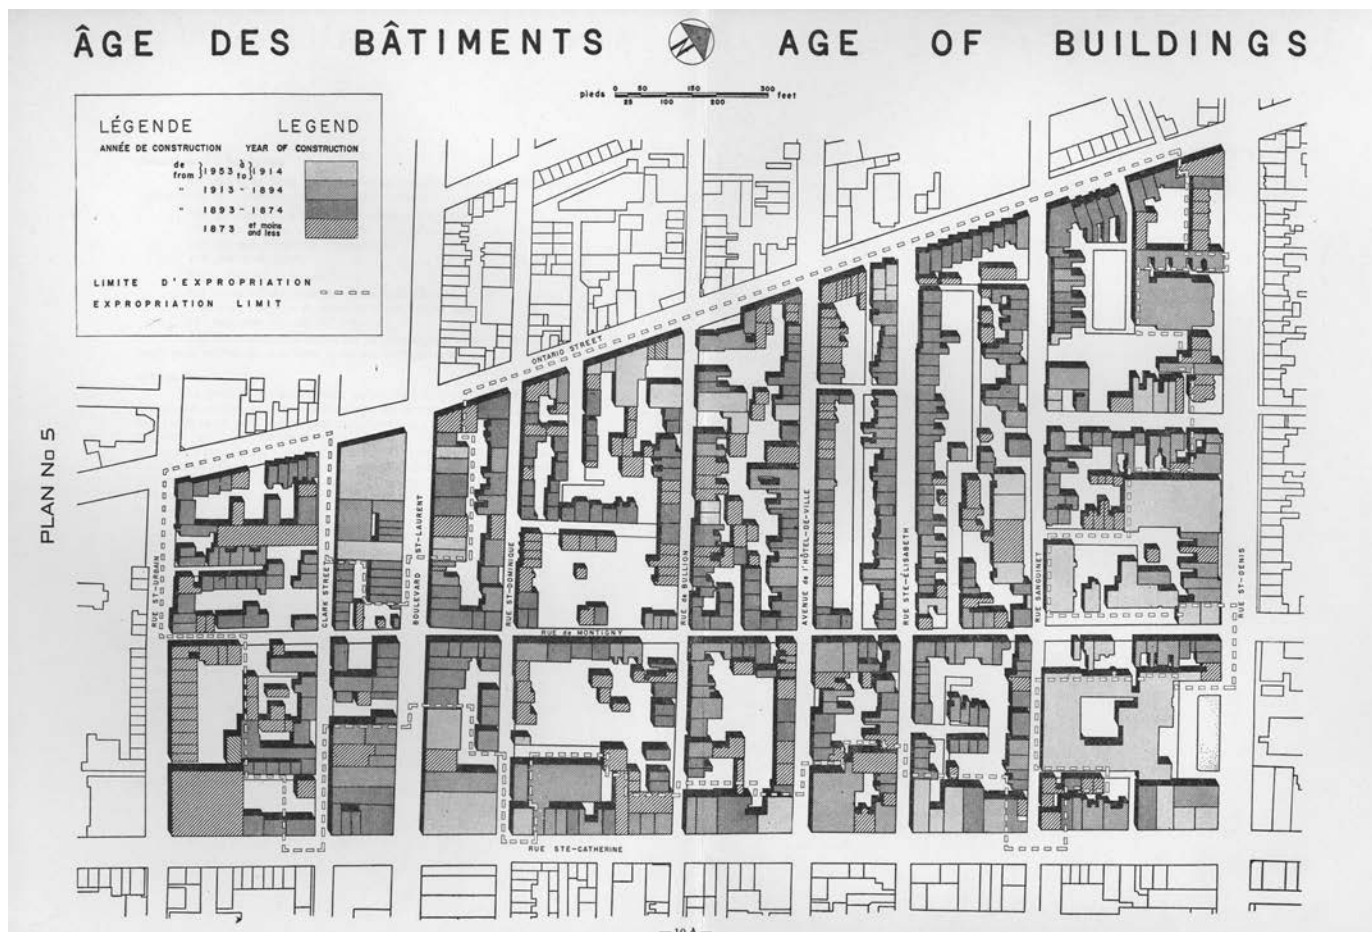 ÂGE DES BÂTIMENTS N AGE OF BUILDINGS
pieds 0 50 150 300 feet
25 100 200
LÉGENDE LEGEND
ANNÉE DE CONSTRUCTION YEAR OF CONSTRUCTION
de from } 1953 à to } 1914
" 1913 - 1894
" 1893 - 1874
1873 et moins and less
LIMITE D'EXPROPRIATION
EXPROPRIATION LIMIT
PLAN No 5
ONTARIO STREET
RUE ST-URBAIN
CLARK STREET
BOULEVARD ST-LAURENT
RUE ST-DOMINIQUE
RUE de BULLION
AVENUE de l'HÔTEL-DE-VILLE
RUE STE-ÉLISABETH
RUE SANGUINET
RUE ST-DENIS
RUE de MONTIGNY
RUE STE-CATHERINE
— 10 A —